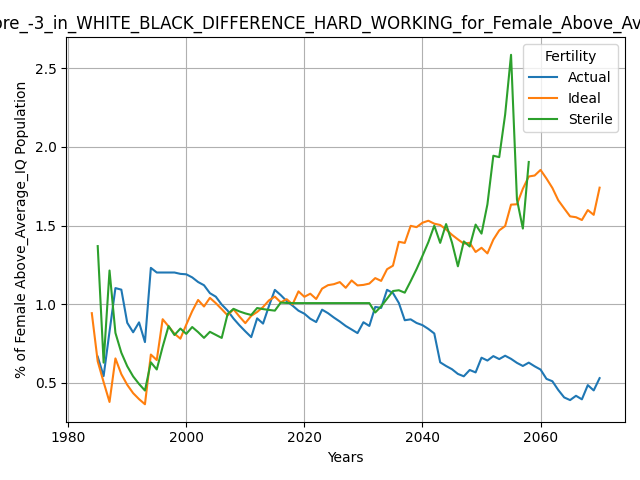 ore_-3_in_WHITE_BLACK_DIFFERENCE_HARD_WORKING_for_Female_Above_Av
% of Female Above_Average_IQ Population
2.5
2.0
1.5
1.0
0.5
1980
2000
2020
2040
2060
Years
Fertility
Actual
Ideal
Sterile